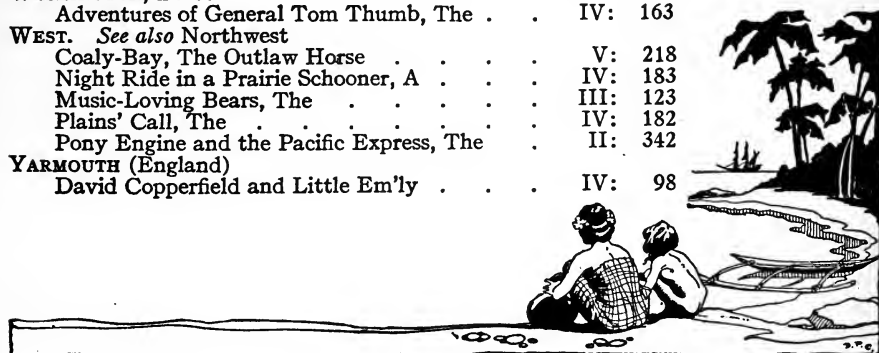 Adventures of General Tom Thumb, The . . IV: 163
WEST. See also Northwest
Coaly-Bay, The Outlaw Horse . . . . V: 218
Night Ride in a Prairie Schooner, A . . . IV: 183
Music-Loving Bears, The . . . . . . III: 123
Plains' Call, The . . . . . . . . IV: 182
Pony Engine and the Pacific Express, The . II: 342
YARMOUTH (England)
David Copperfield and Little Em'ly . . . IV: 98